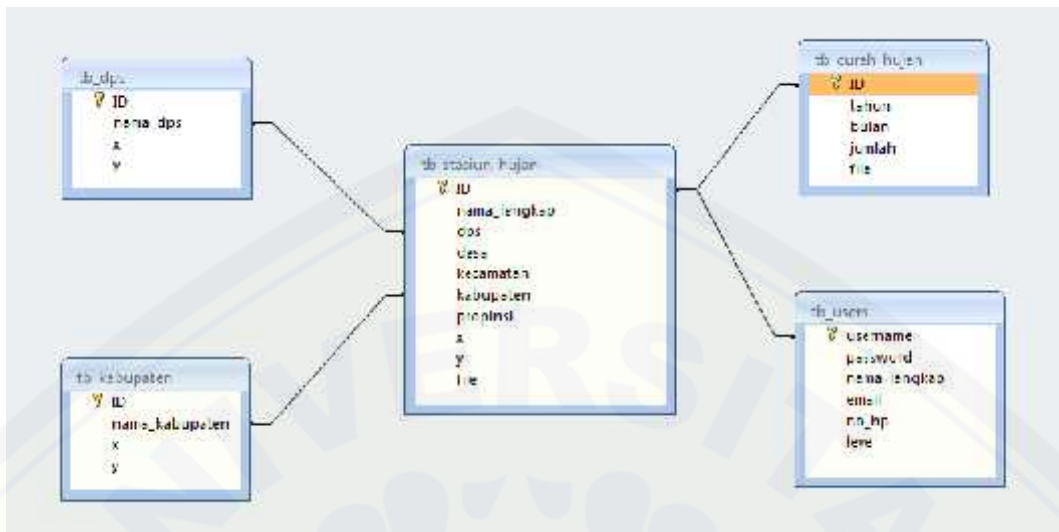 tb_dps
ID
nama_dps
x
y
tb_kabupaten
ID
nama_kabupaten
x
y
tb_stasiun_hujan
ID
nama_lengkap
dps
desa
kecamatan
kabupaten
propinsi
x
y
file
tb_curah_hujan
ID
tahun
bulan
jumlah
file
tb_users
username
password
nama_lengkap
email
no_hp
level
UNIVERSITA